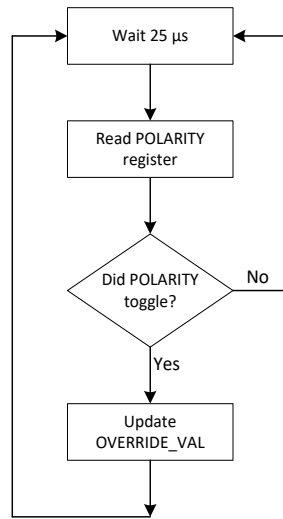 Wait 25 µs
Read POLARITY
register
Did POLARITY
toggle?
No
Yes
Update
OVERRIDE_VAL